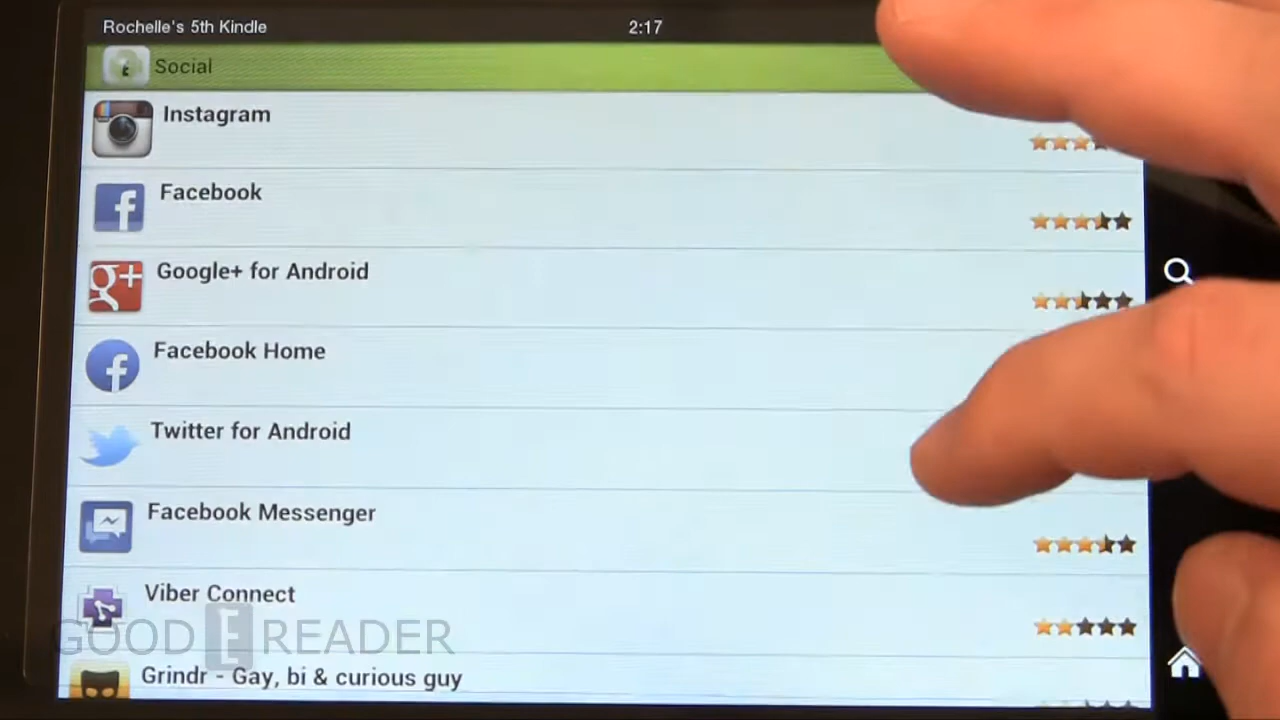 Rochelle's 5th Kindle
2:17
Social
Instagram
Facebook
Google+ for Android
Facebook Home
Twitter for Android
Facebook Messenger
Viber Connect
GOOD E READER
Grindr - Gay, bi & curious guy